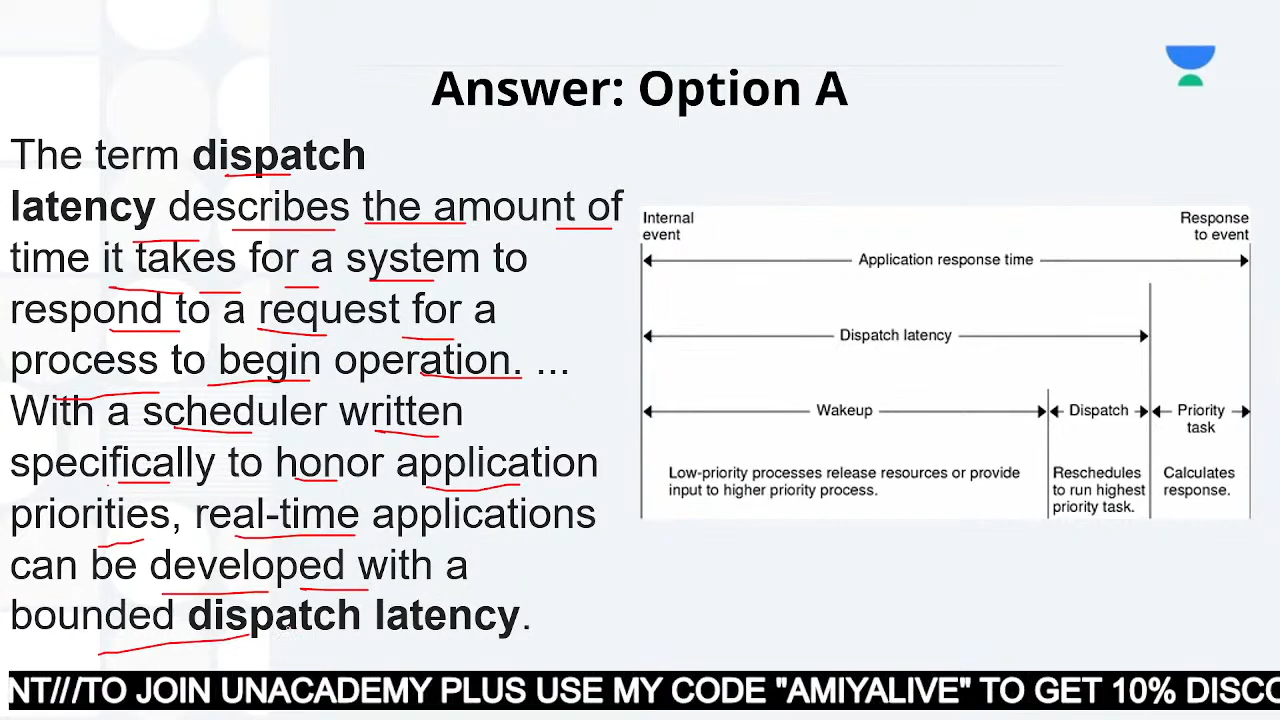 Answer: Option A
The term dispatch
latency describes the amount of
time it takes for a system to
respond to a request for a
process to begin operation. ...
With a scheduler written
specifically to honor application
priorities, real-time applications
can be developed with a
bounded dispatch latency.
Internal
event
Response
to event
Application response time
Dispatch latency
Wakeup
Dispatch
Priority
task
Low-priority processes release resources or provide
input to higher priority process.
Reschedules
to run highest
priority task.
Calculates
response.
NT///TO JOIN UNACADEMY PLUS USE MY CODE "AMIYALIVE" TO GET 10% DISCO